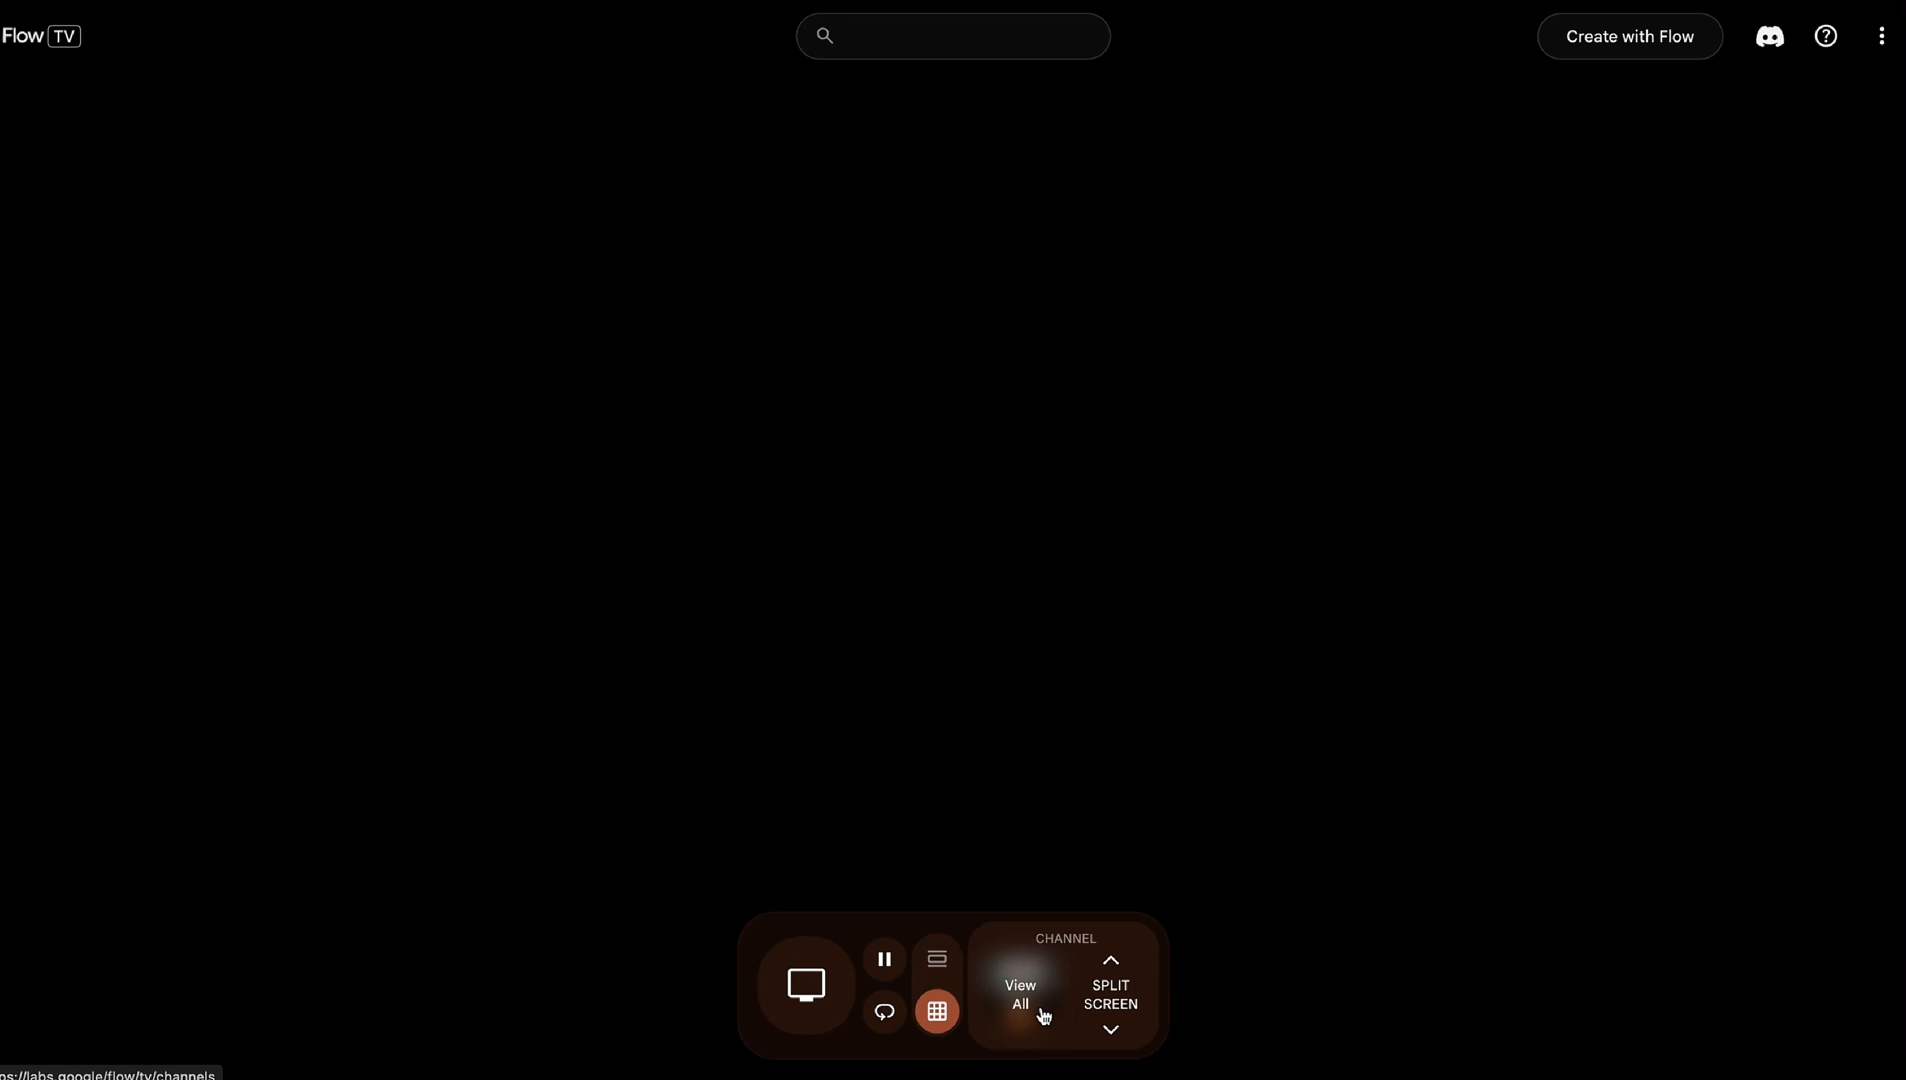 Flow TV
Create with Flow
CHANNEL
View
All
SPLIT
SCREEN
ps://labs.google/flow/tv/channels